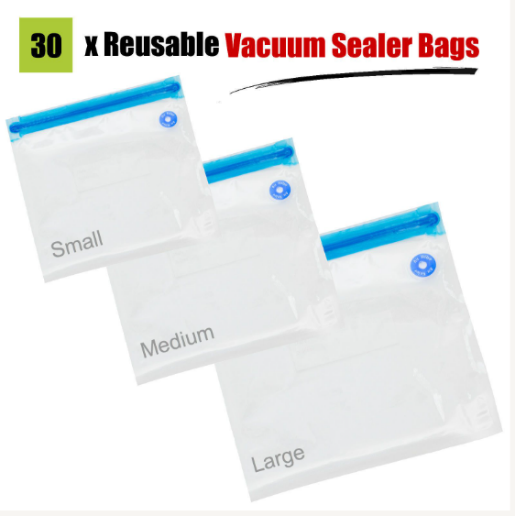 30 x Reusable Vacuum Sealer Bags
Small
Medium
Large